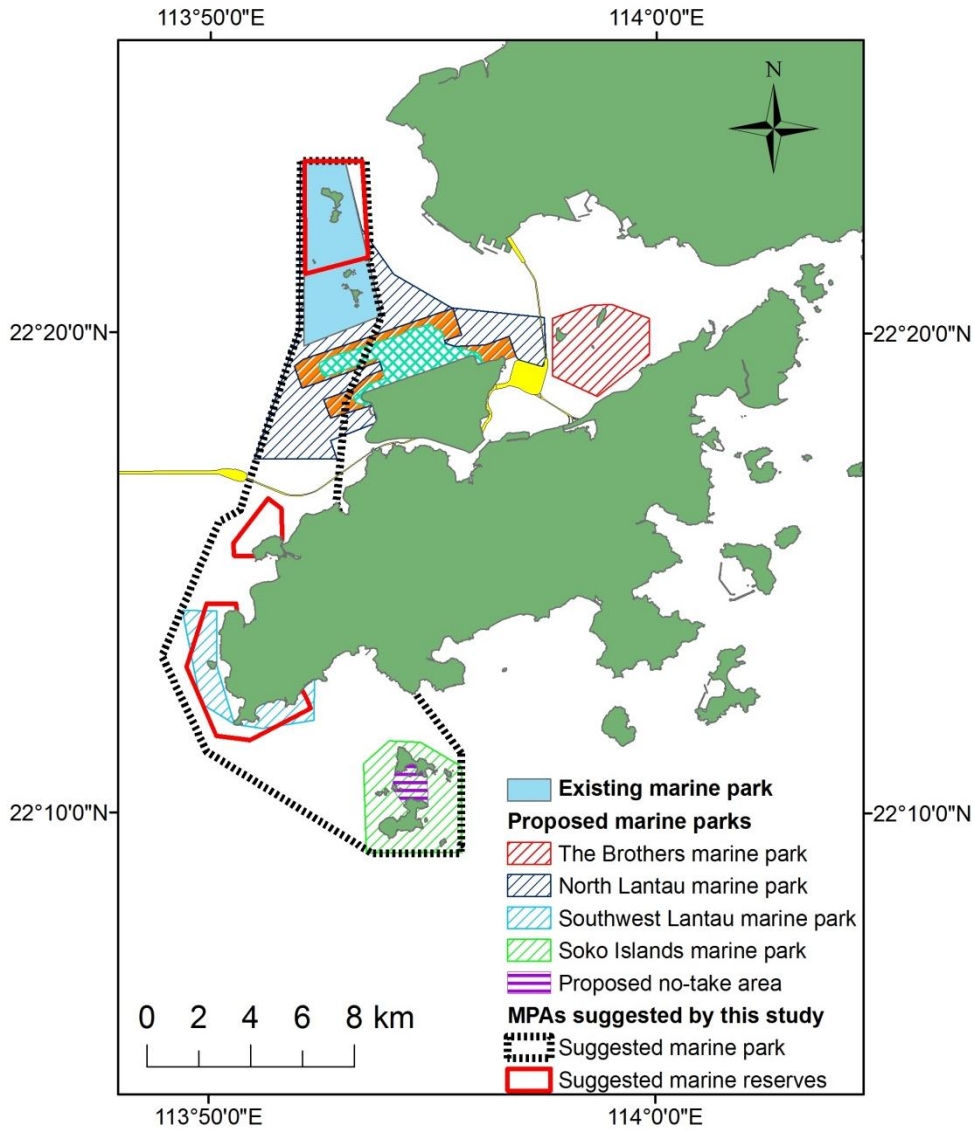 113°50'0"E 114°0'0"E
N
22°20'0"N 22°20'0"N
22°10'0"N 22°10'0"N
Existing marine park
Proposed marine parks
The Brothers marine park
North Lantau marine park
Southwest Lantau marine park
Soko Islands marine park
Proposed no-take area
MPAs suggested by this study
Suggested marine park
Suggested marine reserves
0 2 4 6 8 km
113°50'0"E 114°0'0"E